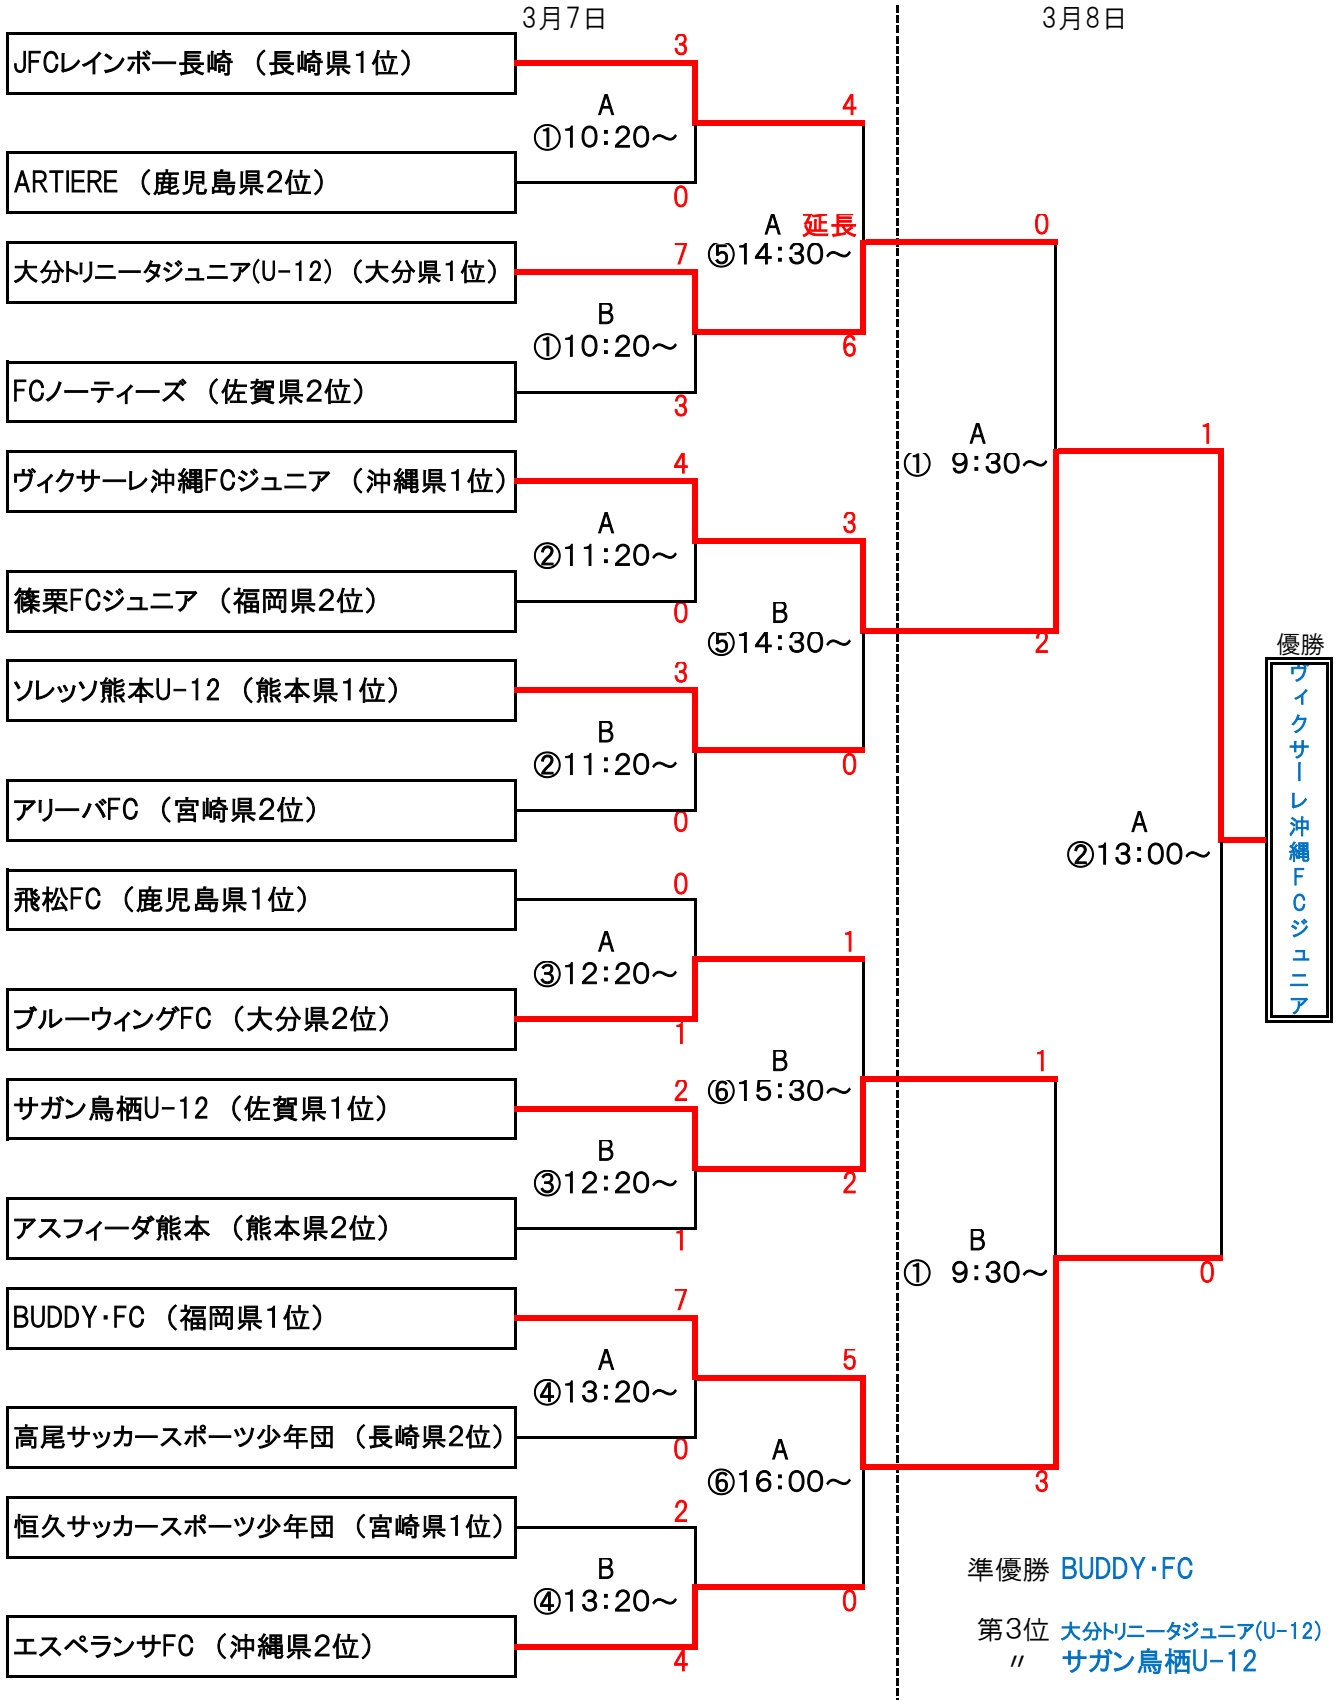 3月7日
3月8日
JFCレインボー長崎 （長崎県1位）
3
A
①10:20～
4
ARTIERE （鹿児島県2位）
0
A 延長
⑤14:30～
0
大分トリニータジュニア(U-12) （大分県1位）
7
B
①10:20～
6
FCノーティーズ （佐賀県2位）
3
A
① 9:30～
1
ヴィクサーレ沖縄FCジュニア （沖縄県1位）
4
A
②11:20～
3
篠栗FCジュニア （福岡県2位）
0
B
⑤14:30～
2
優勝
ヴィクサーレ沖縄FCジュニア
ソレッソ熊本U-12 （熊本県1位）
3
B
②11:20～
0
アリーバFC （宮崎県2位）
0
A
②13:00～
飛松FC （鹿児島県1位）
0
A
③12:20～
1
ブルーウィングFC （大分県2位）
1
B
⑥15:30～
1
サガン鳥栖U-12 （佐賀県1位）
2
B
③12:20～
2
アスフィーダ熊本 （熊本県2位）
1
B
① 9:30～
0
BUDDY・FC （福岡県1位）
7
A
④13:20～
5
高尾サッカースポーツ少年団 （長崎県2位）
0
A
⑥16:00～
3
恒久サッカースポーツ少年団 （宮崎県1位）
2
B
④13:20～
0
エスペランサFC （沖縄県2位）
4
準優勝 BUDDY・FC
第3位 大分トリニータジュニア(U-12)
〃 サガン鳥栖U-12